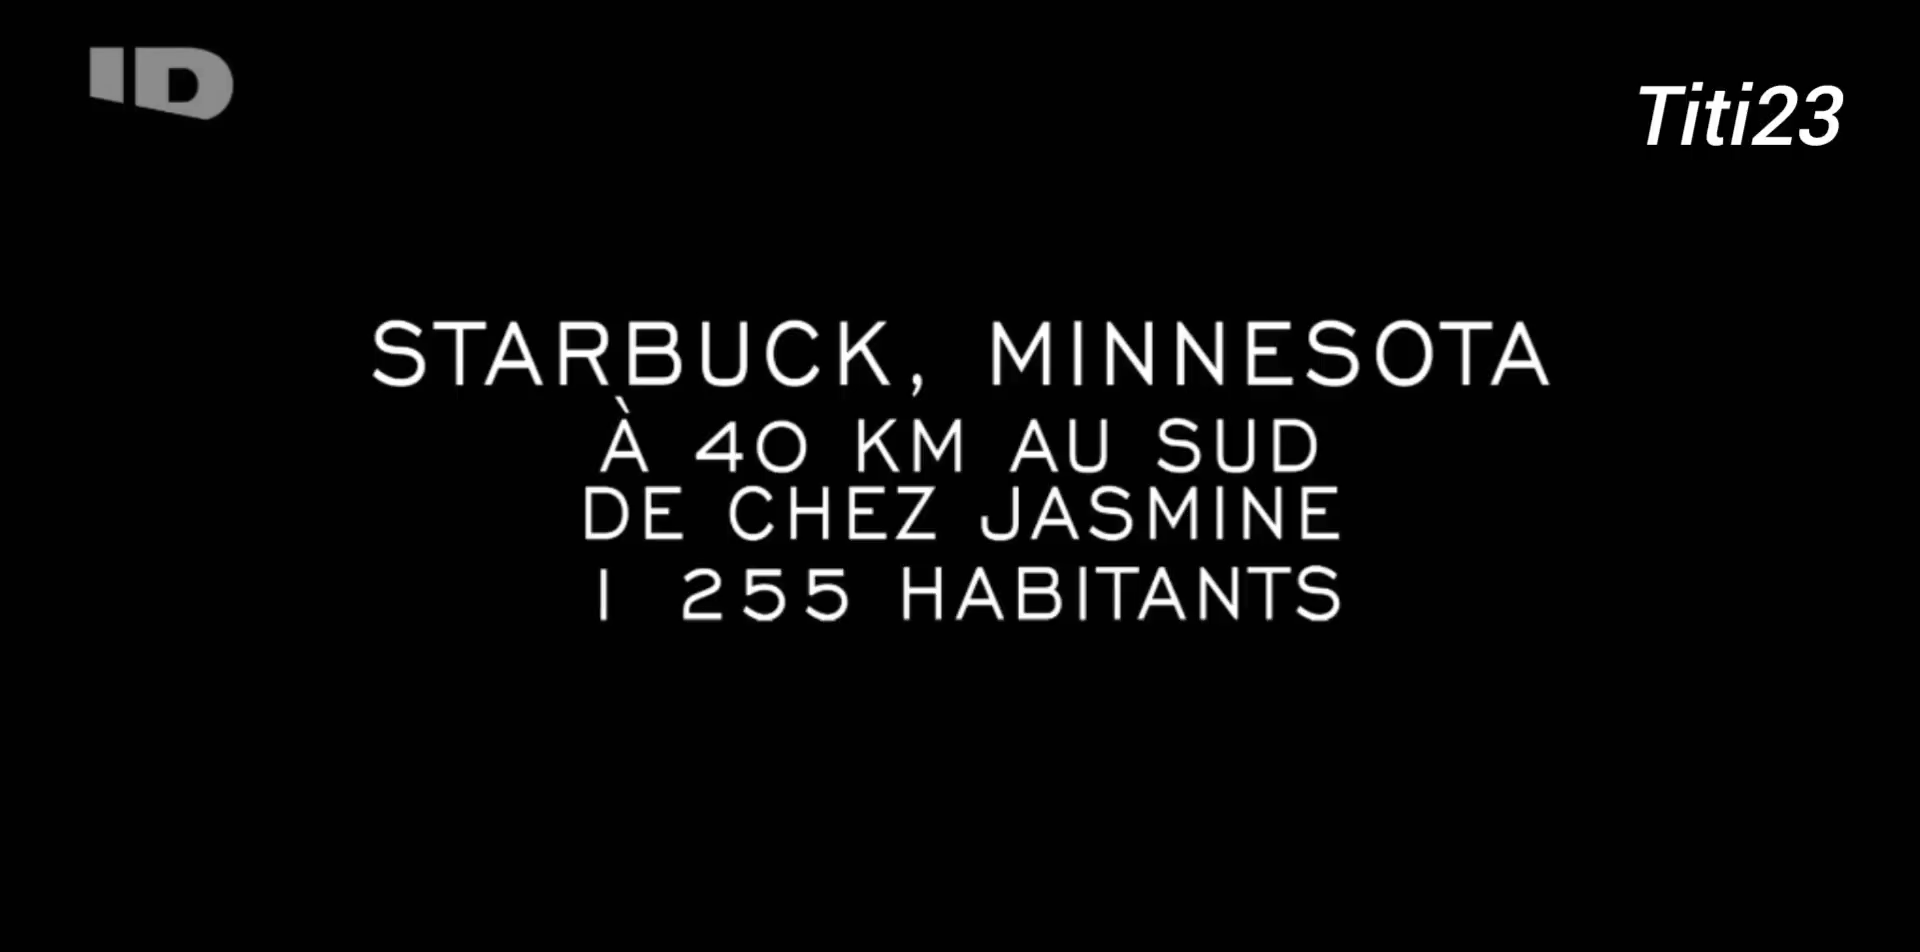 ID
Titi23
STARBUCK, MINNESOTA
À 40 KM AU SUD
DE CHEZ JASMINE
1 255 HABITANTS